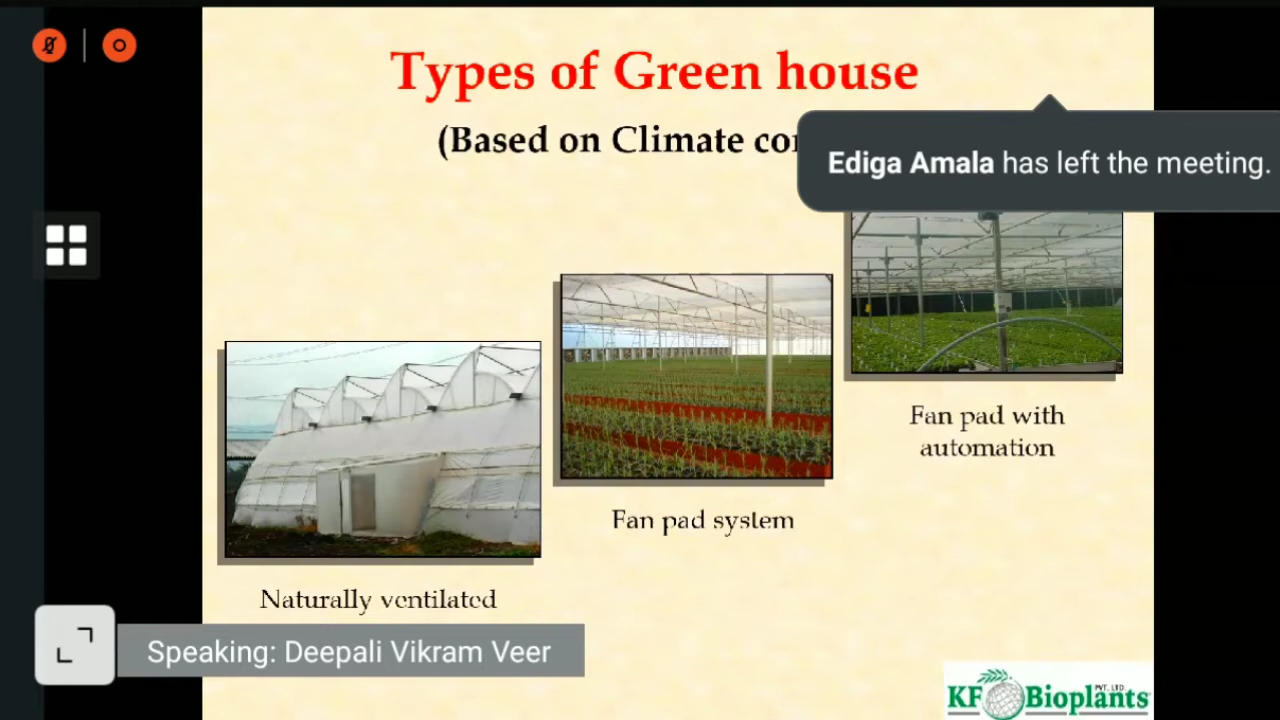 Types of Green house
(Based on Climate
Ediga Amala has left the meeting.
Fan pad with
automation
Fan pad system
Naturally ventilated
Speaking: Deepali Vikram Veer
KF Bioplants
PVT. LTD